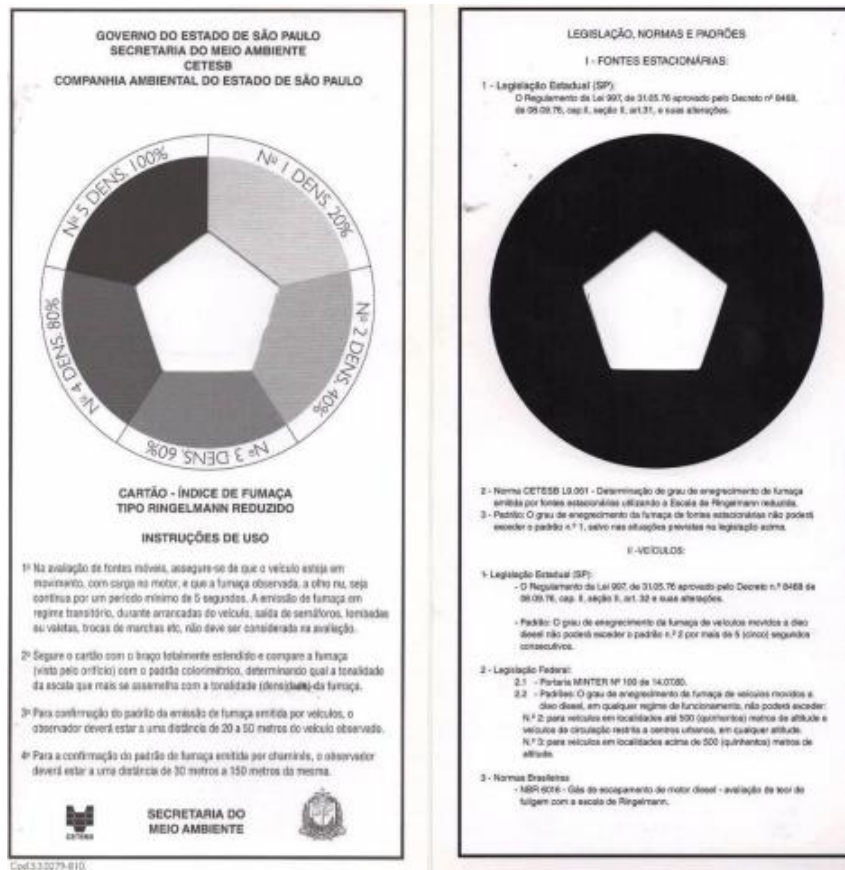 GOVERNO DO ESTADO DE SÃO PAULO
SECRETARIA DO MEIO AMBIENTE
CETESB
COMPANHIA AMBIENTAL DO ESTADO DE SÃO PAULO
Nº 1 DENS. 20%
Nº 2 DENS. 40%
Nº 3 DENS. 60%
Nº 4 DENS. 80%
Nº 5 DENS. 100%
CARTÃO - ÍNDICE DE FUMAÇA
TIPO RINGELMANN REDUZIDO
INSTRUÇÕES DE USO
1º Na avaliação de fontes móveis, assegure-se de que o veículo esteja em
movimento, com carga no motor, e que a fumaça observada, a olho nu, seja
contínua por um período mínimo de 5 segundos. A emissão de fumaça em
regime transitório, durante arrancadas do veículo, saída de semáforos, lombadas
ou valetas, trocas de marchas etc, não deve ser considerada na avaliação.
2º Segure o cartão com o braço totalmente estendido e compare a fumaça
(vista pelo orifício) com o padrão colorimétrico, determinando qual a tonalidade
da escala que mais se assemelha com a tonalidade (densidade) da fumaça.
3º Para confirmação do padrão da emissão de fumaça emitida por veículos, o
observador deverá estar a uma distância de 20 a 50 metros do veículo observado.
4º Para a confirmação do padrão de fumaça emitida por chaminés, o observador
deverá estar a uma distância de 30 metros a 150 metros da mesma.
CETESB
SECRETARIA DO
MEIO AMBIENTE
Cod.5.3.0279-810.
LEGISLAÇÃO, NORMAS E PADRÕES
I - FONTES ESTACIONÁRIAS:
1 - Legislação Estadual (SP):
O Regulamento da Lei 997, de 31.05.76 aprovado pelo Decreto nº 8468,
de 08.09.76, cap.II, seção II, art.31, e suas alterações.
2 - Norma CETESB L9.061 - Determinação de grau de enegrecimento de fumaça
emitida por fontes estacionárias utilizando a Escala de Ringelmann reduzida.
3 - Padrão: O grau de enegrecimento da fumaça de fontes estacionárias não poderá
exceder o padrão n.º 1, salvo nas situações previstas na legislação acima.
II -VEÍCULOS:
1- Legislação Estadual (SP):
- O Regulamento da Lei 997, de 31.05.76 aprovado pelo Decreto n.º 8468 de
08.09.76, cap. II, seção II, art. 32 e suas alterações.
- Padrão: O grau de enegrecimento da fumaça de veículos movidos a óleo
diesel não poderá exceder o padrão n.º 2 por mais de 5 (cinco) segundos
consecutivos.
2 - Legislação Federal:
2.1 - Portaria MINTER Nº 100 de 14.07.80.
2.2 - Padrões: O grau de enegrecimento da fumaça de veículos movidos a
óleo diesel, em qualquer regime de funcionamento, não poderá exceder:
N.º 2: para veículos em localidades até 500 (quinhentos) metros de altitude e
veículos de circulação restrita a centros urbanos, em qualquer altitude.
N.º 3: para veículos em localidades acima de 500 (quinhentos) metros de
altitude.
3 - Normas Brasileiras
- NBR 6016 - Gás de escapamento de motor diesel - avaliação de teor de
fuligem com a escala de Ringelmann.